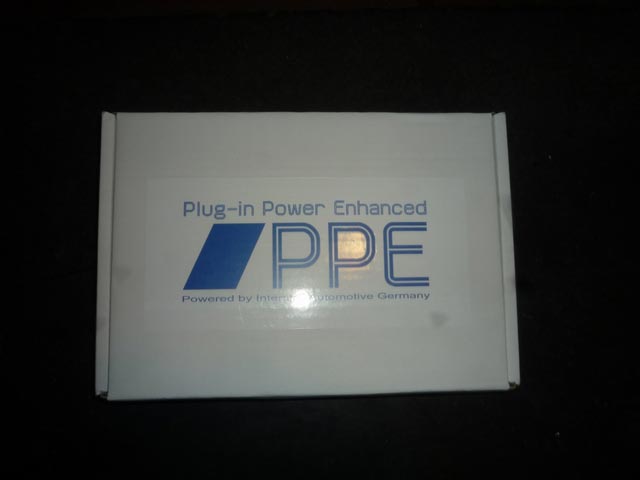 Plug-in Power Enhanced
PPE
Powered by Automotive Germany